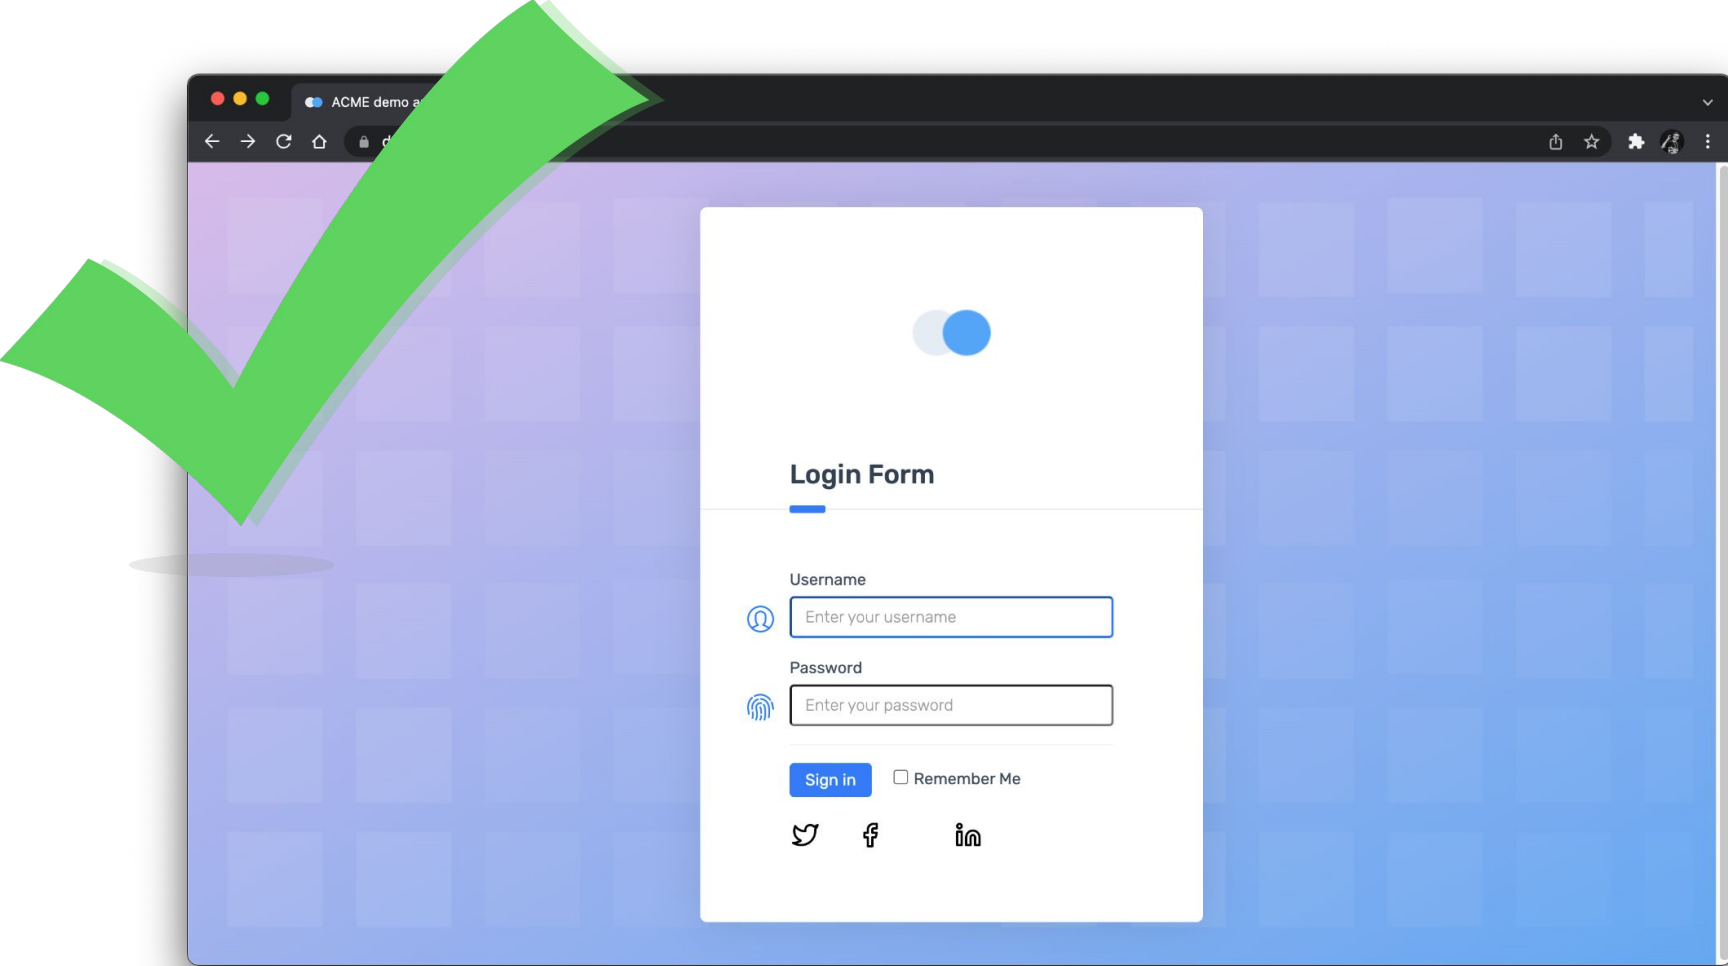 ACME demo
Login Form
Username
Enter your username
Password
Enter your password
Sign in
Remember Me